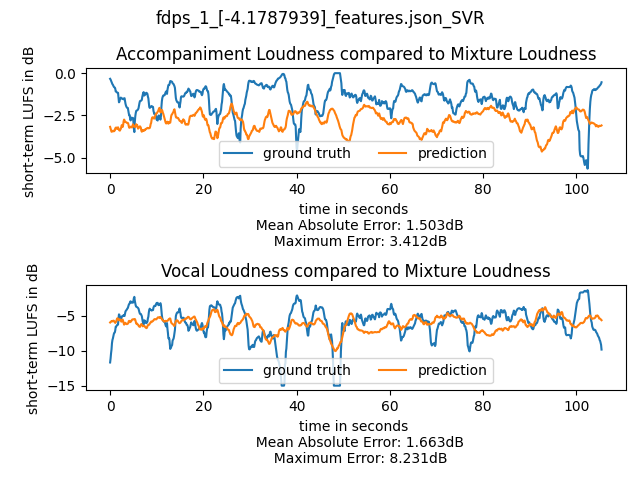 fdps_1_[-4.1787939]_features.json_SVR
Accompaniment Loudness compared to Mixture Loudness
short-term LUFS in dB
0.0
−2.5
−5.0
ground truth
prediction
0 20 40 60 80 100
time in seconds
Mean Absolute Error: 1.503dB
Maximum Error: 3.412dB
Vocal Loudness compared to Mixture Loudness
short-term LUFS in dB
−5
−10
−15
ground truth
prediction
0 20 40 60 80 100
time in seconds
Mean Absolute Error: 1.663dB
Maximum Error: 8.231dB